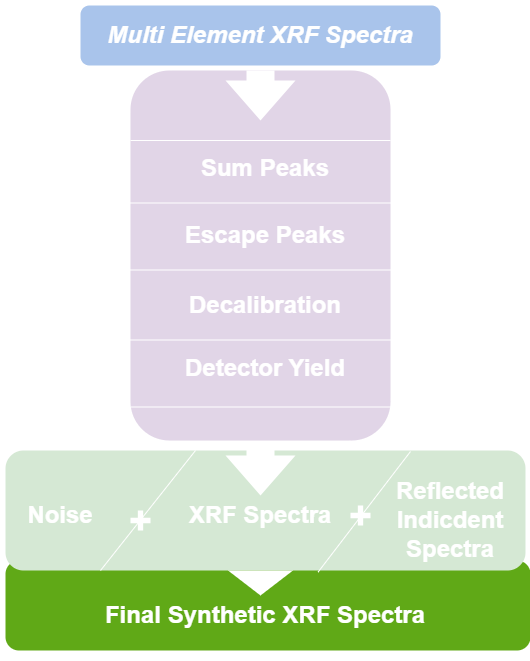 Multi Element XRF Spectra
Sum Peaks
Escape Peaks
Decalibration
Detector Yield
Noise + XRF Spectra + Reflected
Indicdent
Spectra
Final Synthetic XRF Spectra